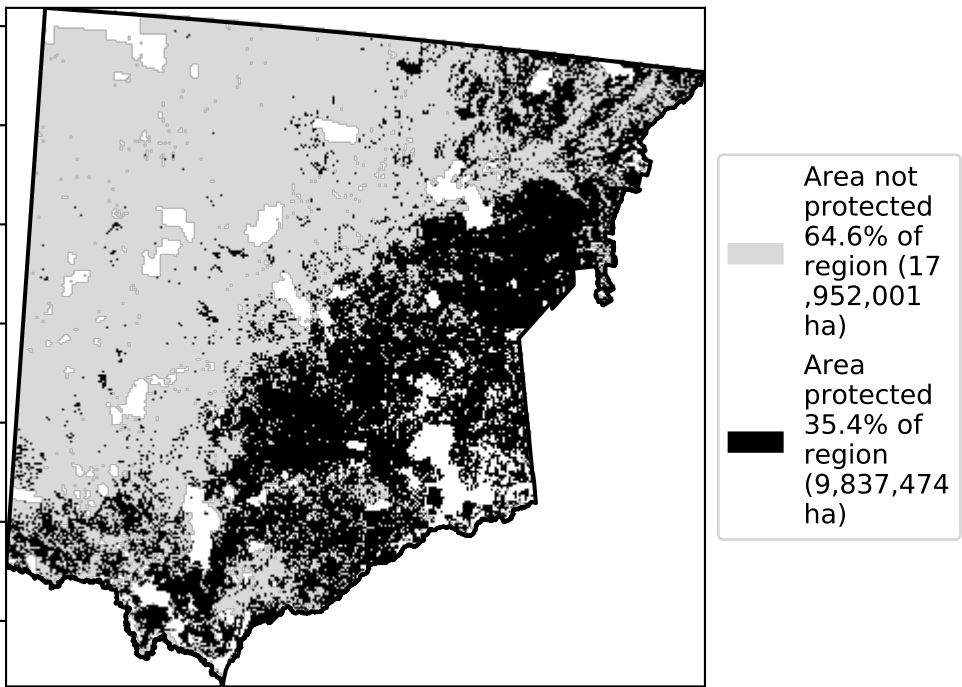 Area not
protected
64.6% of
region (17
,952,001
ha)
Area
protected
35.4% of
region
(9,837,474
ha)